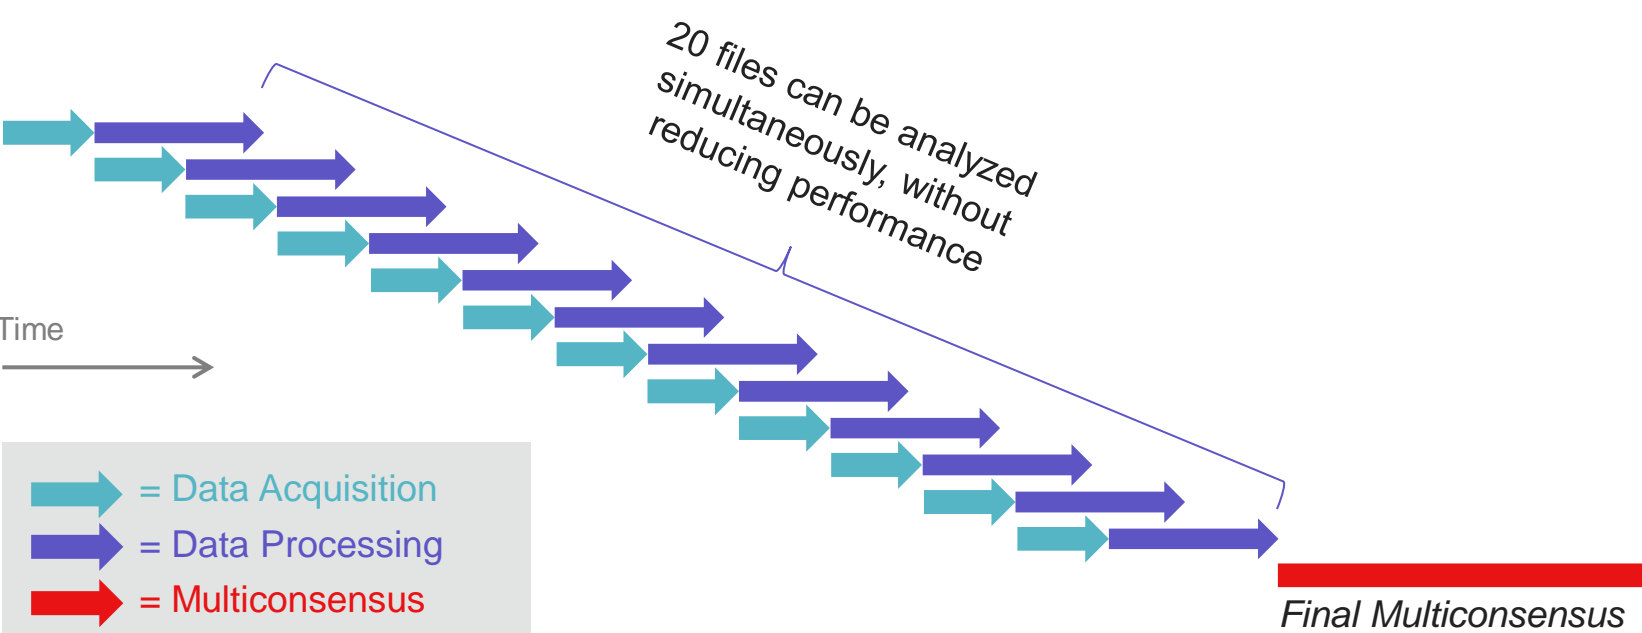 20 files can be analyzed
simultaneously, without
reducing performance
Time
= Data Acquisition
= Data Processing
= Multiconsensus
Final Multiconsensus